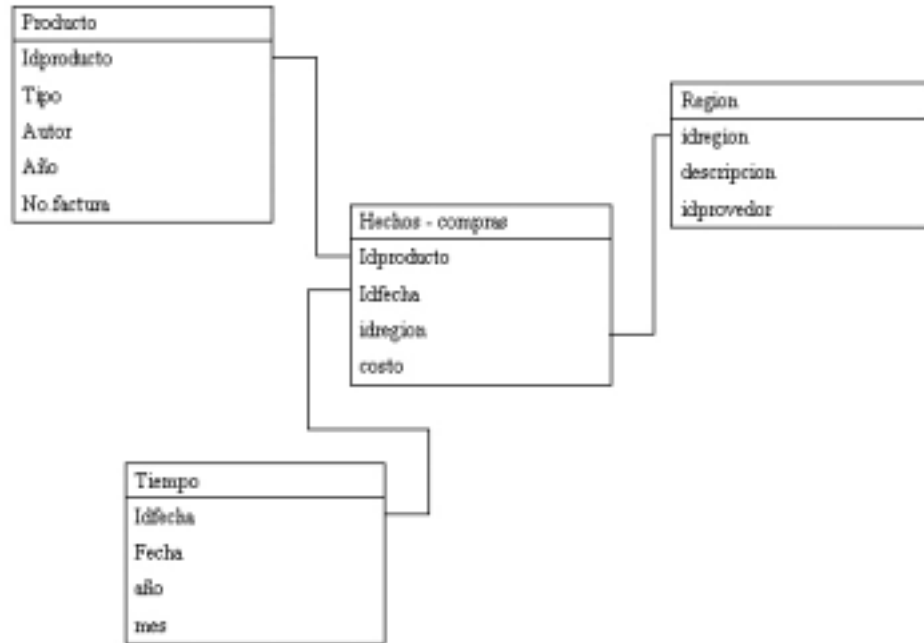 Producto
Idproducto
Tipo
Autor
Año
No.factura
Region
idregion
descripcion
idprovedor
Hechos - compras
Idproducto
Idfecha
idregion
costo
Tiempo
Idfecha
Fecha
año
mes